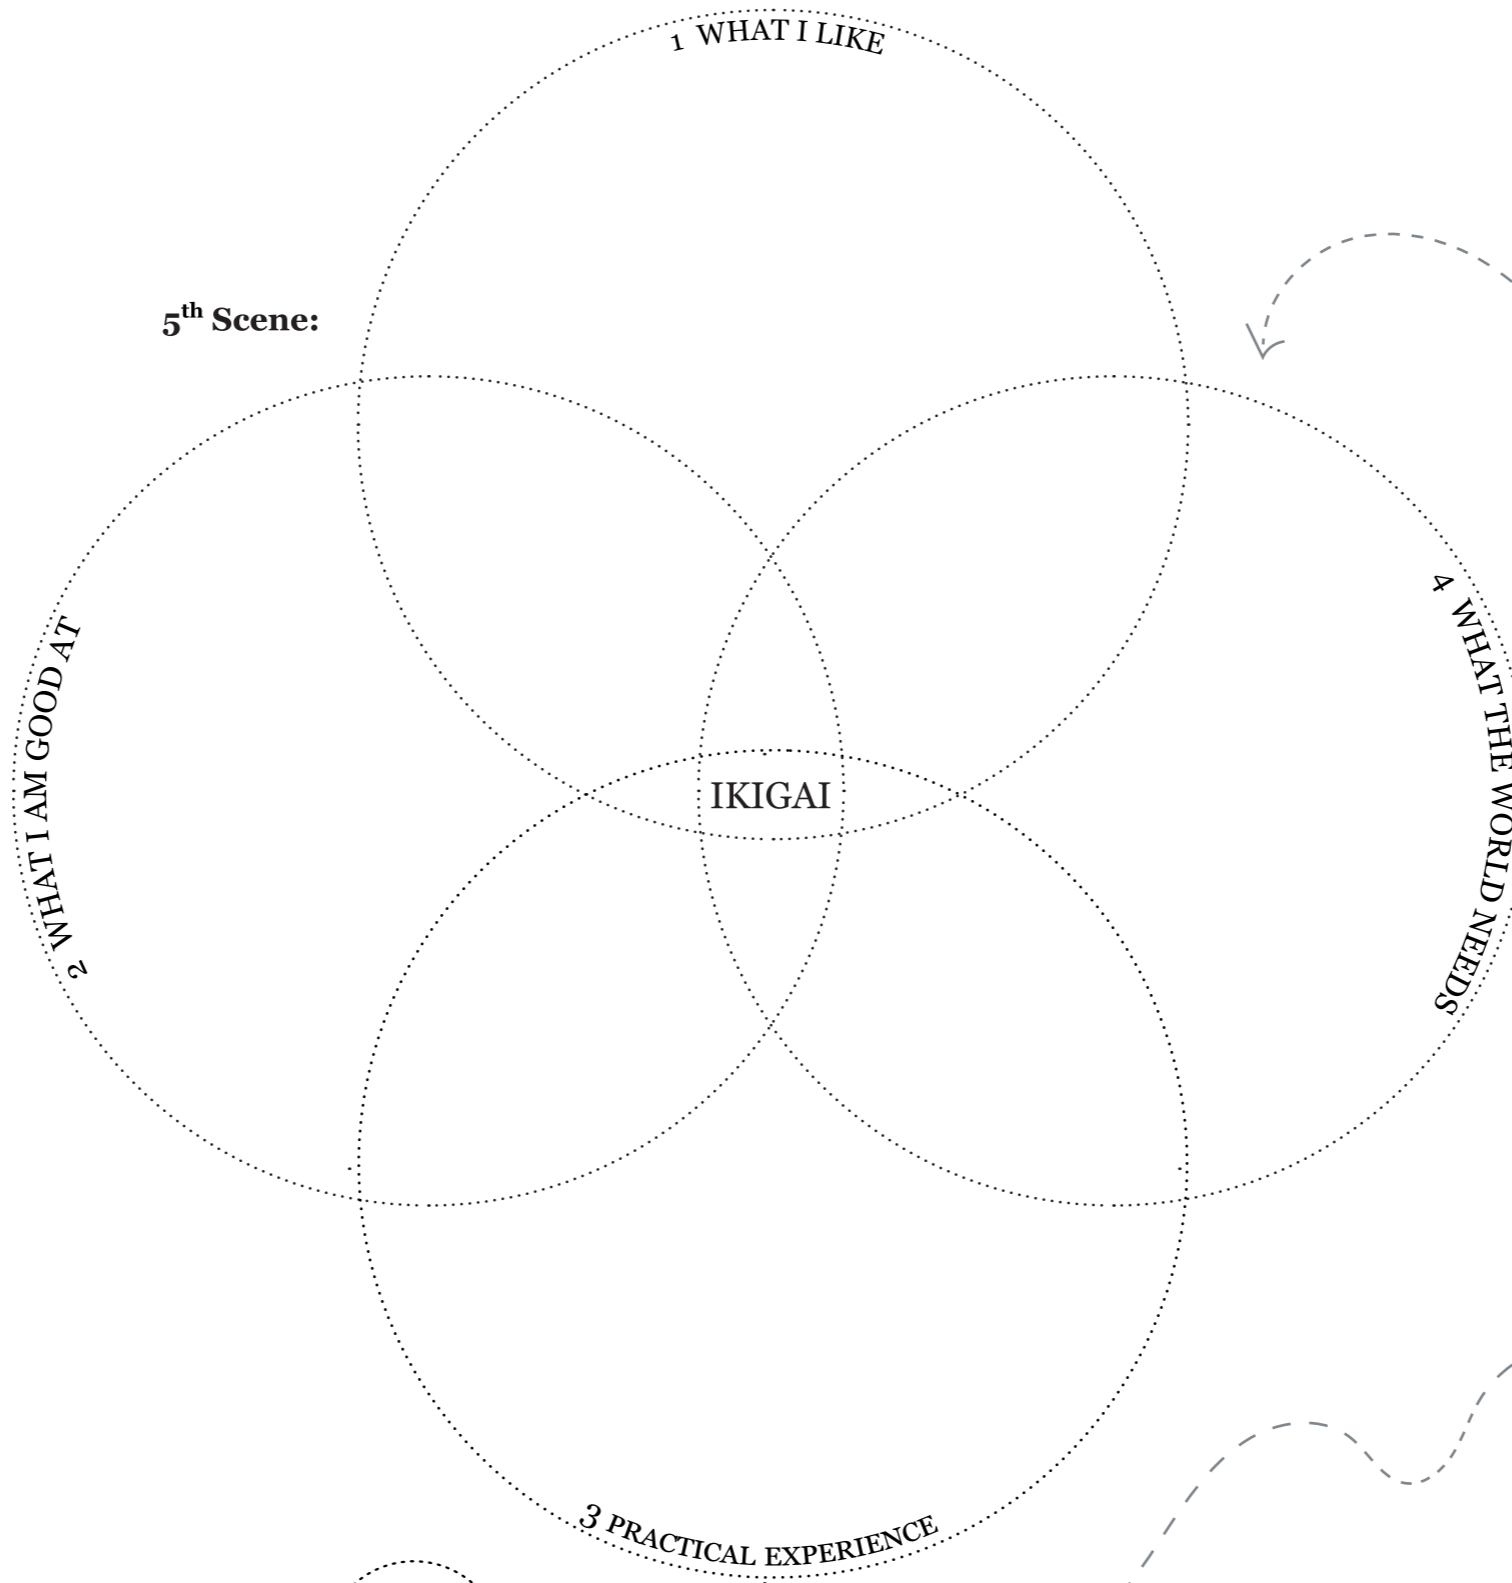 1 WHAT I LIKE
5th Scene:
2 WHAT I AM GOOD AT
4 WHAT THE WORLD NEEDS
IKIGAI
3 PRACTICAL EXPERIENCE